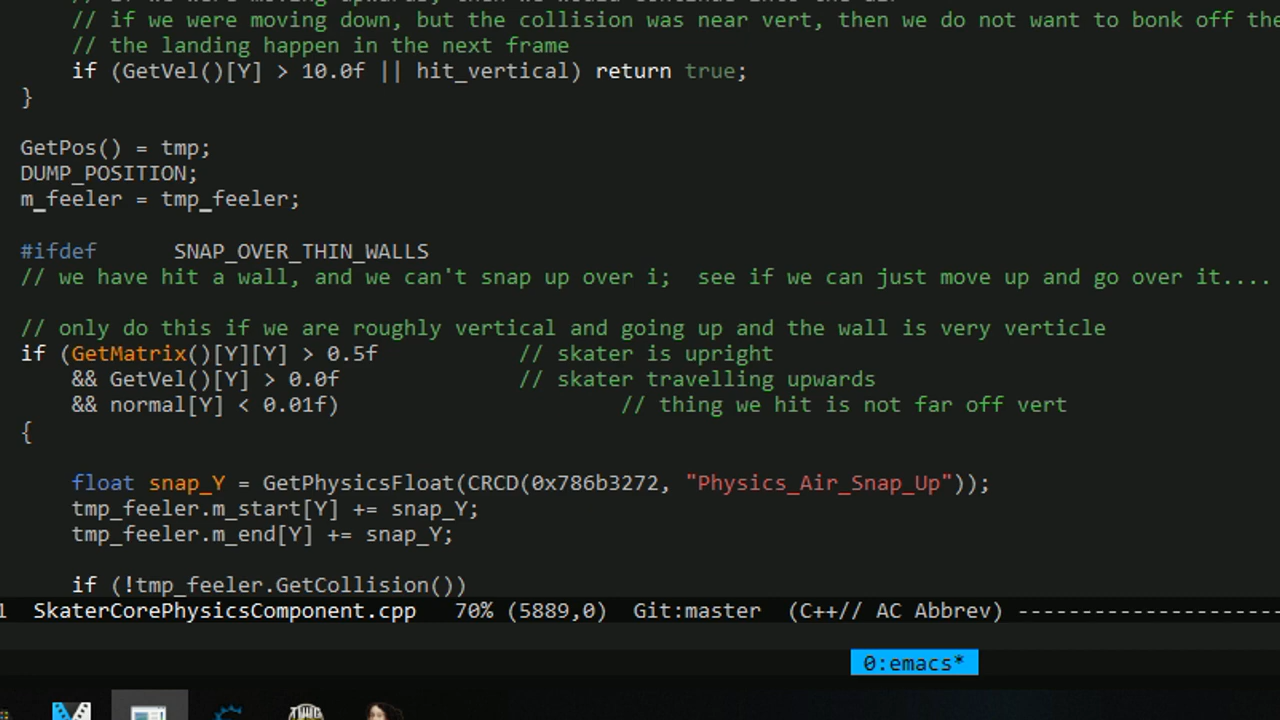 // if we were moving down, but the collision was near vert, then we do not want to bonk off the
// the landing happen in the next frame
if (GetVel()[Y] > 10.0f || hit_vertical) return true;
}
GetPos() = tmp;
DUMP_POSITION;
m_feeler = tmp_feeler;
#ifdef SNAP_OVER_THIN_WALLS
// we have hit a wall, and we can't snap up over i; see if we can just move up and go over it....
// only do this if we are roughly vertical and going up and the wall is very verticle
if (GetMatrix()[Y][Y] > 0.5f // skater is upright
&& GetVel()[Y] > 0.0f // skater travelling upwards
&& normal[Y] < 0.01f) // thing we hit is not far off vert
{
float snap_Y = GetPhysicsFloat(CRCD(0x786b3272, "Physics_Air_Snap_Up"));
tmp_feeler.m_start[Y] += snap_Y;
tmp_feeler.m_end[Y] += snap_Y;
if (!tmp_feeler.GetCollision())
1 SkaterCorePhysicsComponent.cpp 70% (5889,0) Git:master (C++// AC Abbrev) ---------------------
0:emacs*